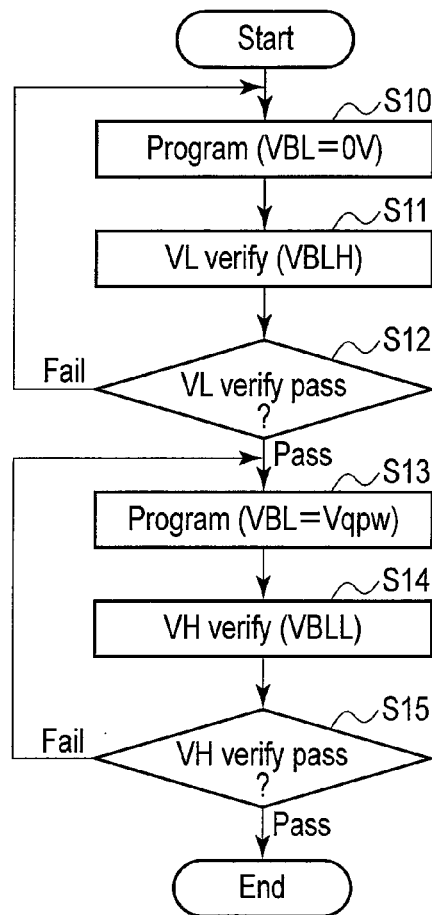 Start
S10
Program (VBL=0V)
S11
VL verify (VBLH)
S12
Fail
VL verify pass
?
Pass
S13
Program (VBL=Vqpw)
S14
VH verify (VBLL)
S15
Fail
VH verify pass
?
Pass
End